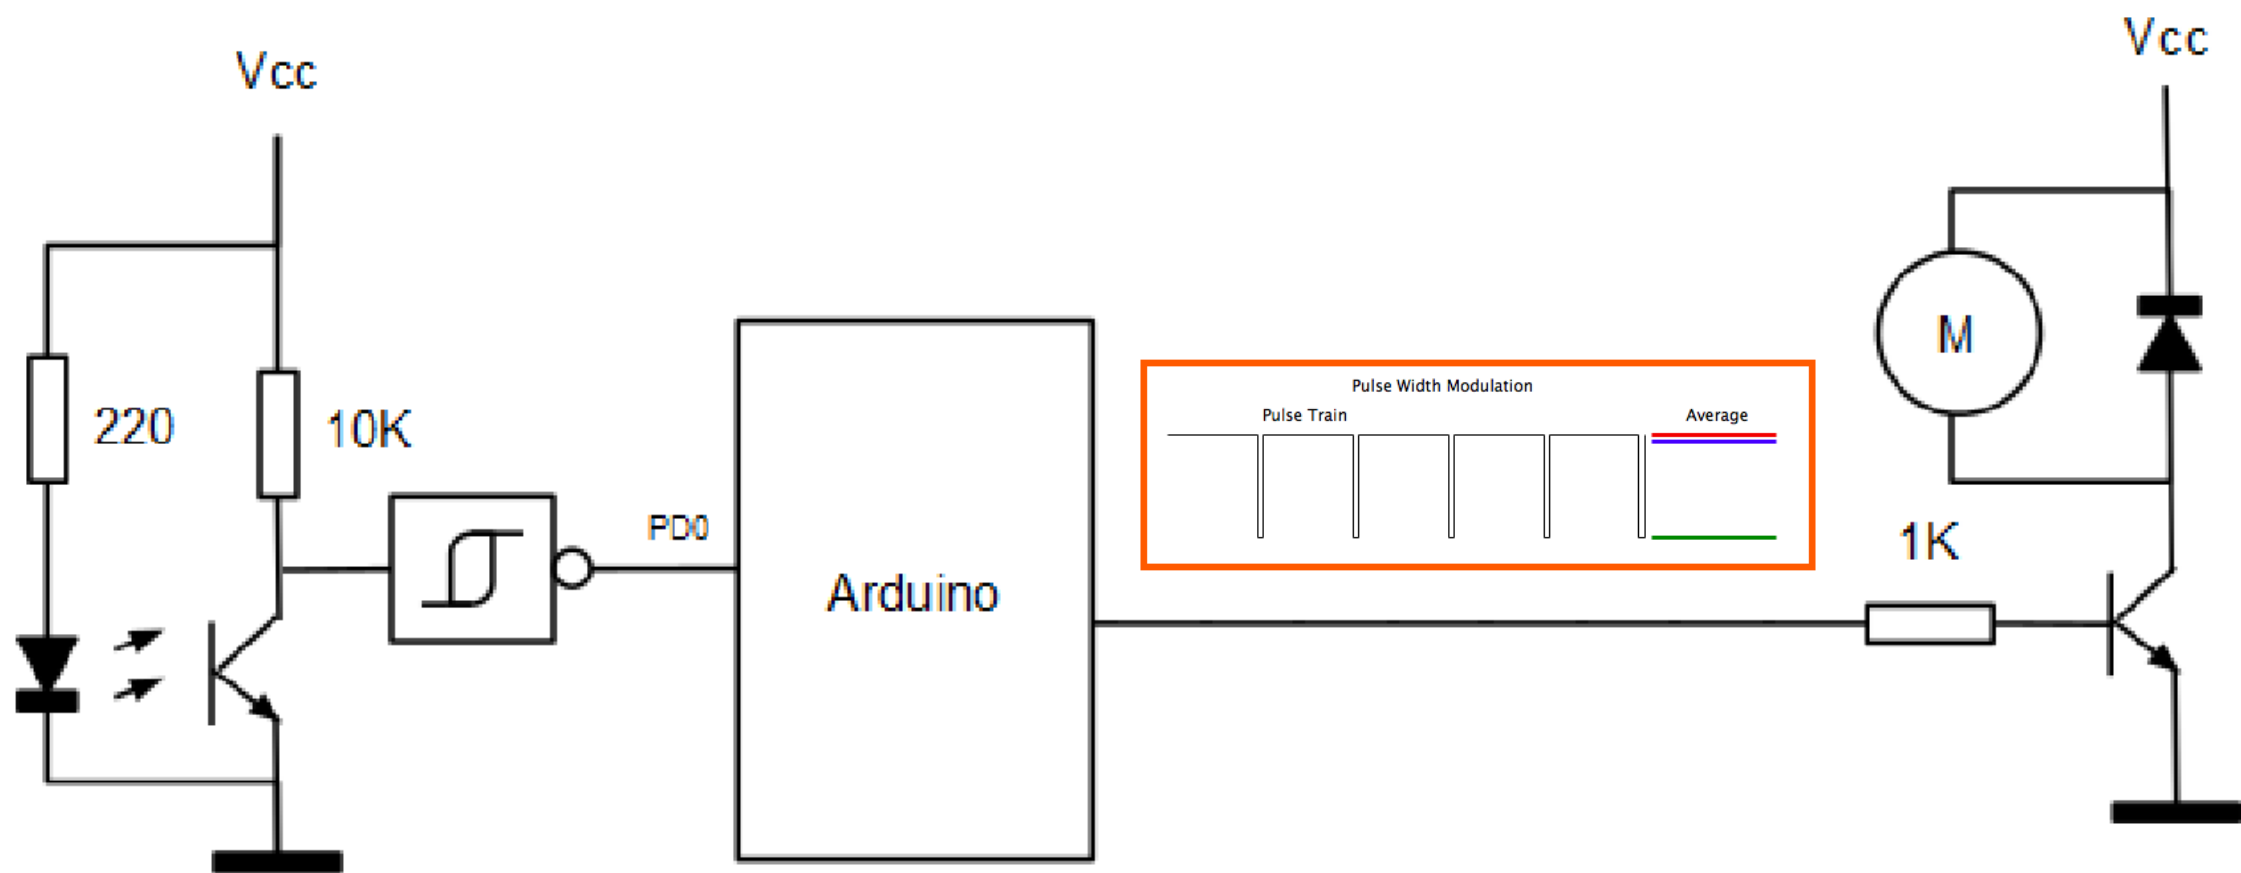 Vcc
Vcc
220
10K
PD0
Arduino
Pulse Width Modulation
Pulse Train
Average
M
1K